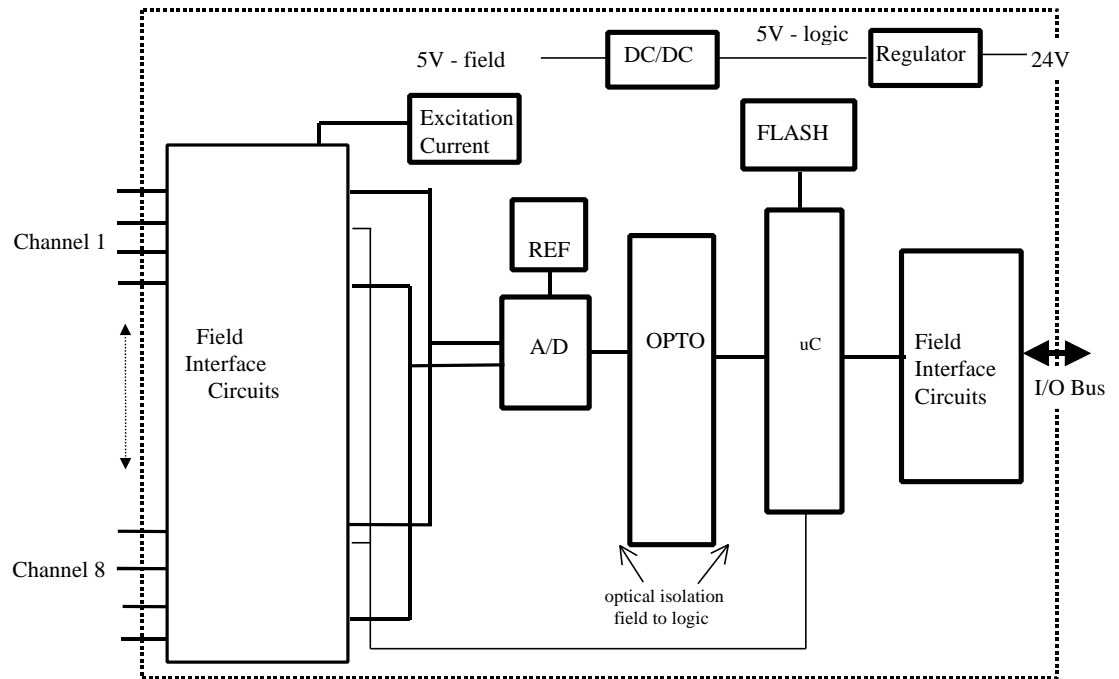 5V - field
DC/DC
5V - logic
Regulator
24V
Excitation
Current
FLASH
REF
Channel 1
Field
Interface
Circuits
A/D
OPTO
uC
Field
Interface
Circuits
I/O Bus
Channel 8
optical isolation
field to logic